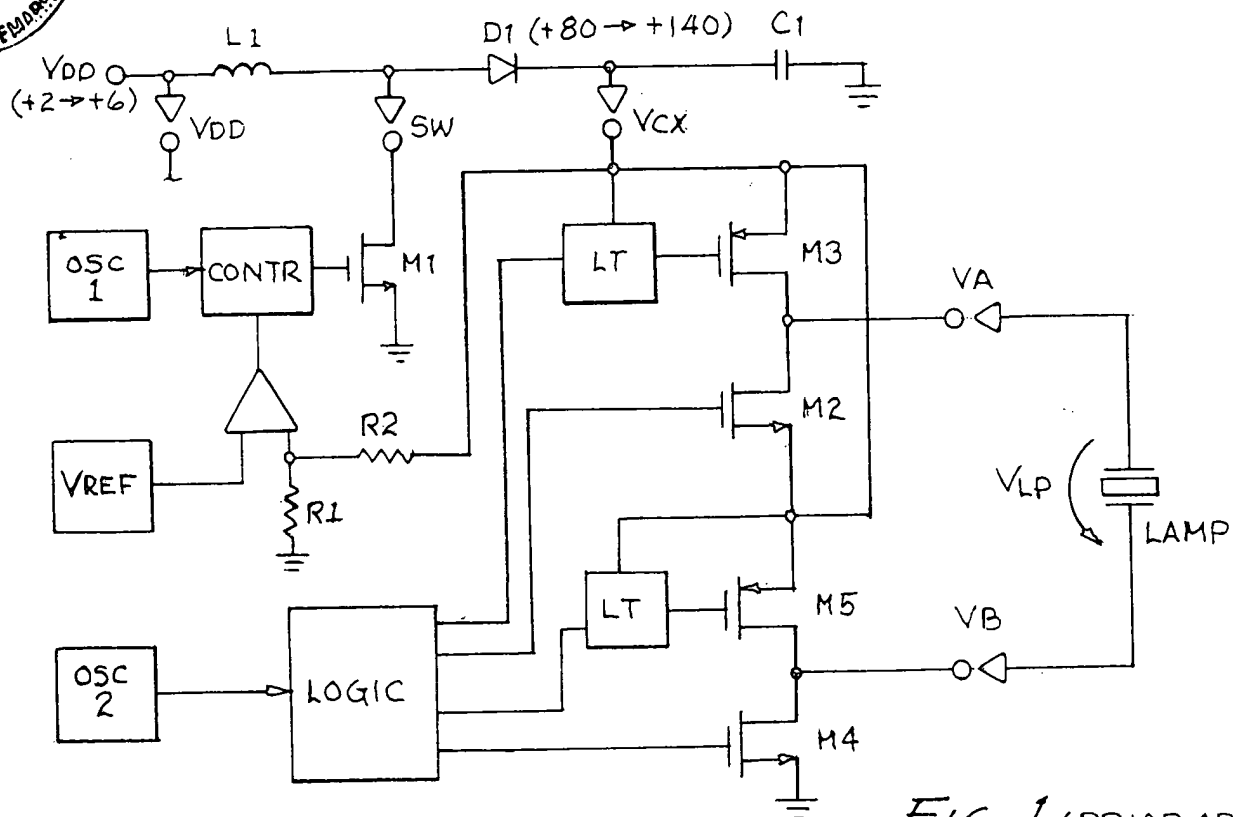 L1
D1 (+80→+140)
C1
VDD
(+2→+6)
VDD
SW
VCX
OSC
1
CONTR
M1
LT
M3
VA
M2
R2
VREF
R1
VLP
LAMP
LT
M5
VB
OSC
2
LOGIC
M4
FIG. 1